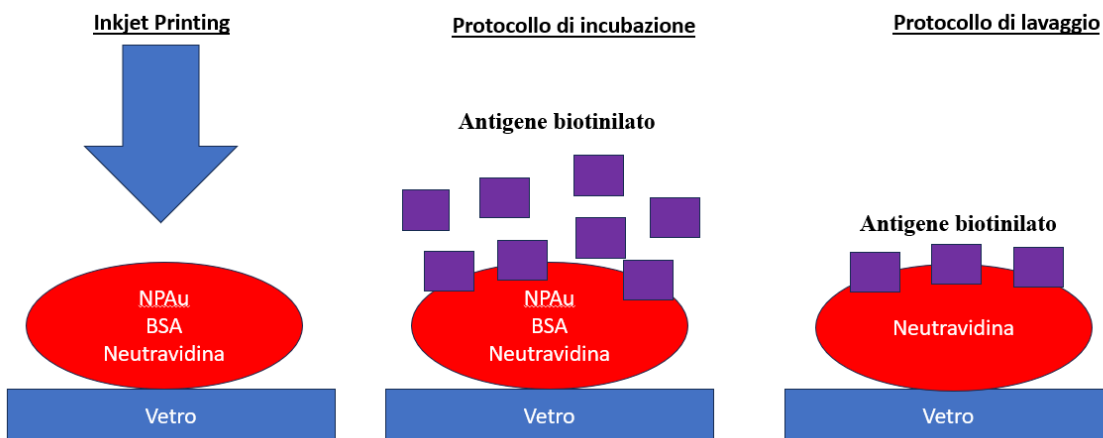 Inkjet Printing
Protocollo di incubazione
Protocollo di lavaggio
Antigene biotinilato
Antigene biotinilato
NPAu
BSA
Neutravidina
NPAu
BSA
Neutravidina
Neutravidina
Vetro
Vetro
Vetro